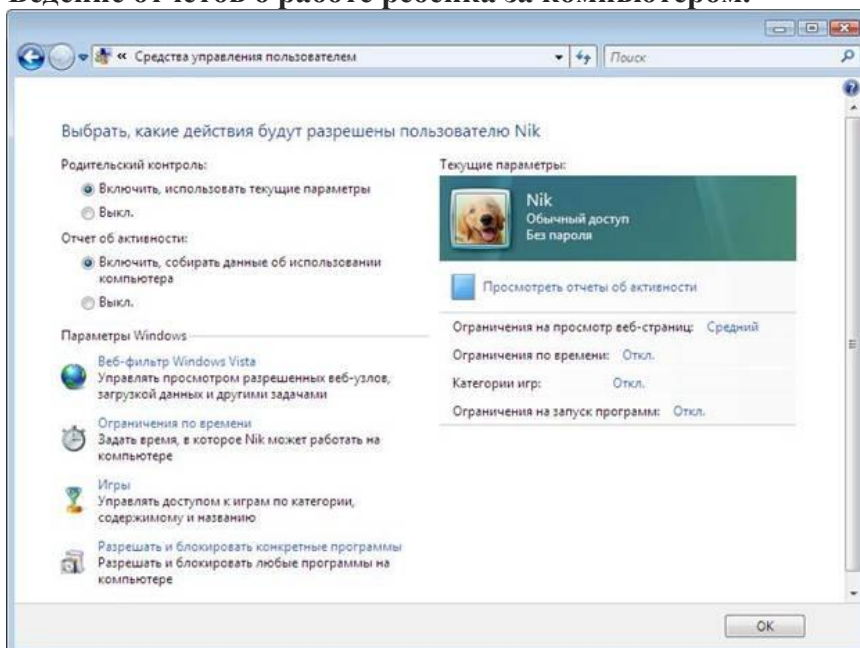 Ведение отчетов о работе ребенка за компьютером.
« Средства управления пользователем
Поиск
Выбрать, какие действия будут разрешены пользователю Nik
Родительский контроль:
Включить, использовать текущие параметры
Выкл.
Отчет об активности:
Включить, собирать данные об использовании
компьютера
Выкл.
Параметры Windows
Веб-фильтр Windows Vista
Управлять просмотром разрешенных веб-узлов,
загрузкой данных и другими задачами
Ограничения по времени
Задать время, в которое Nik может работать на
компьютере
Игры
Управлять доступом к играм по категории,
содержимому и названию
Разрешать и блокировать конкретные программы
Разрешать и блокировать любые программы на
компьютере
Текущие параметры:
Nik
Обычный доступ
Без пароля
Просмотреть отчеты об активности
Ограничения на просмотр веб-страниц: Средний
Ограничения по времени: Откл.
Категории игр: Откл.
Ограничения на запуск программ: Откл.
ОК